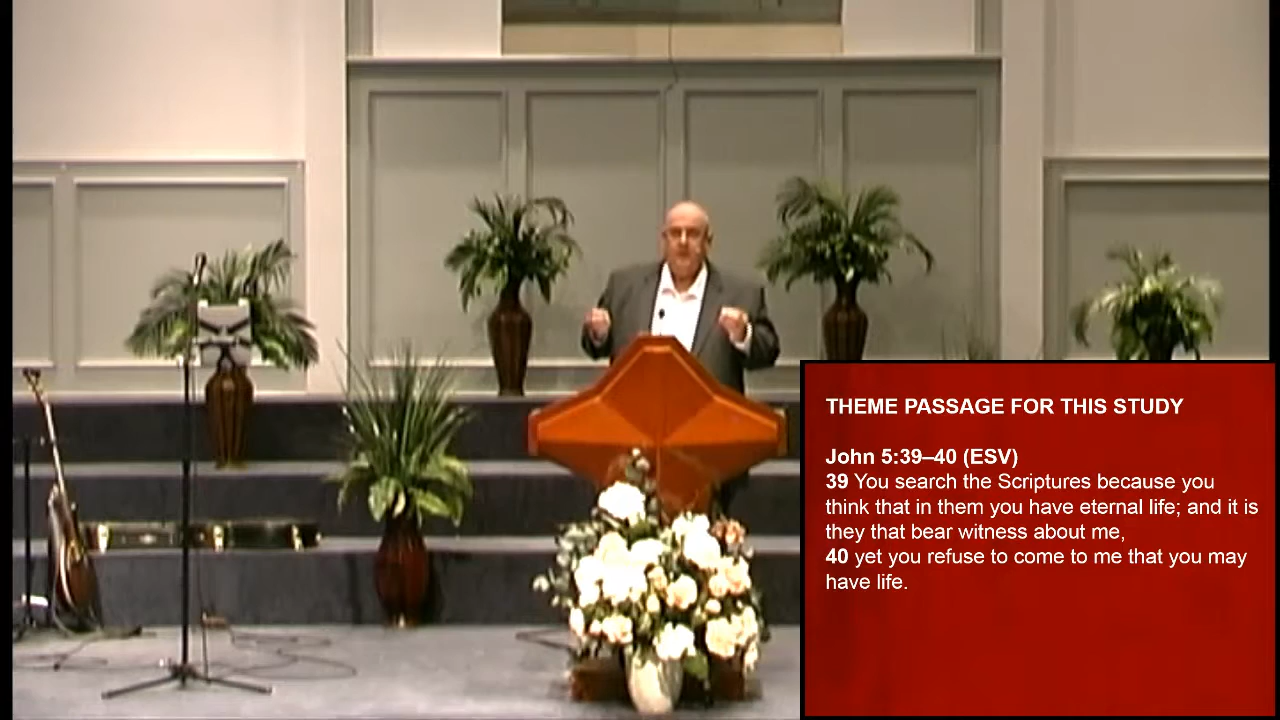 THEME PASSAGE FOR THIS STUDY
John 5:39–40 (ESV)
39 You search the Scriptures because you
think that in them you have eternal life; and it is
they that bear witness about me,
40 yet you refuse to come to me that you may
have life.